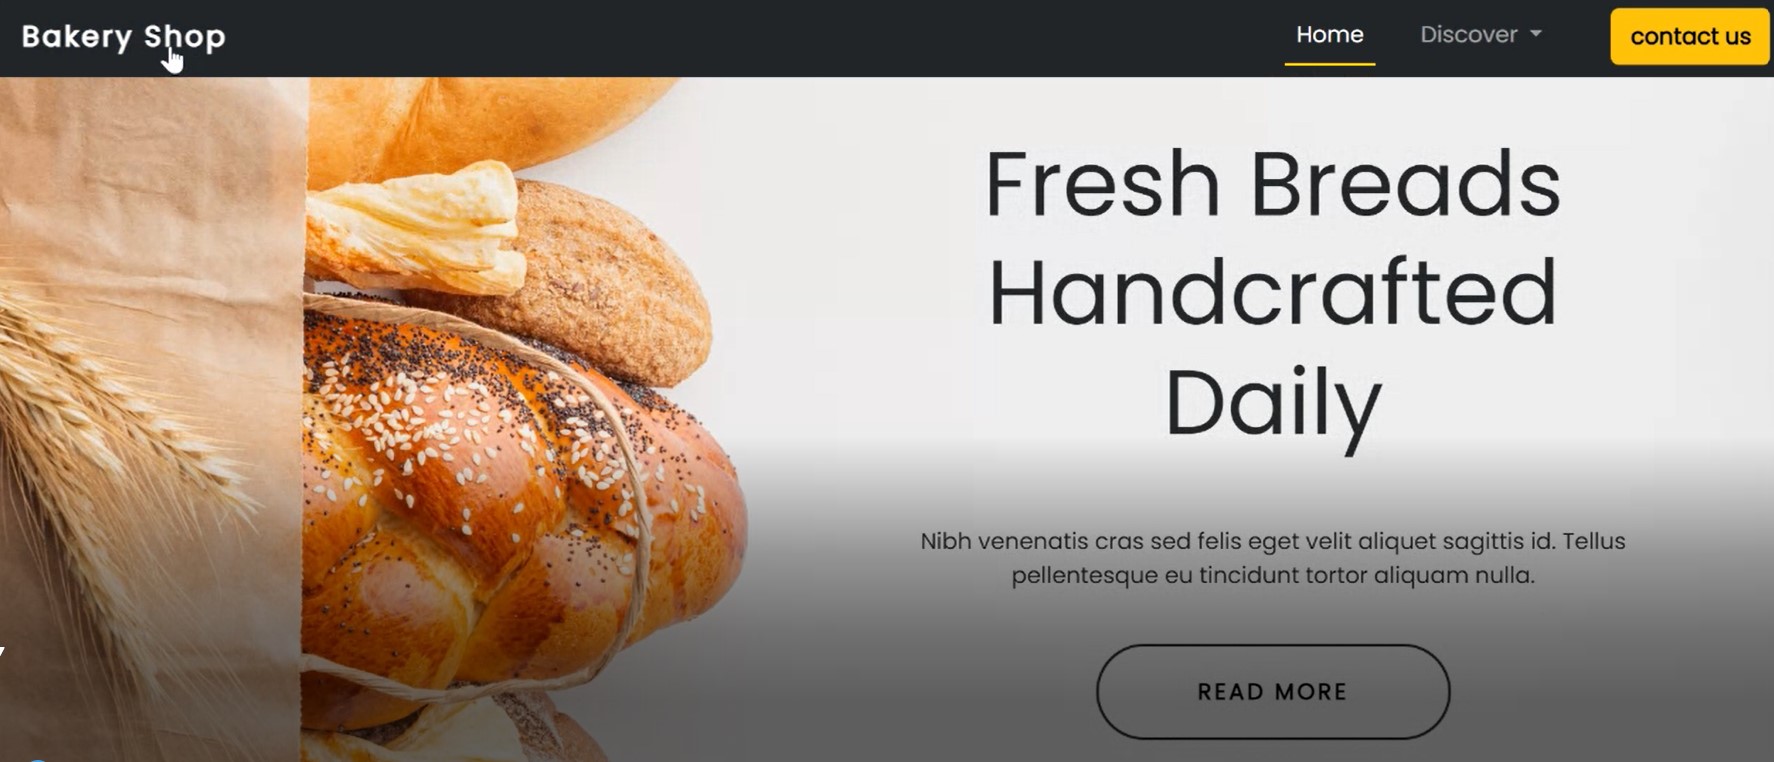 Bakery Shop
Home
Discover
contact us
Fresh Breads
Handcrafted
Daily
Nibh venenatis cras sed felis eget velit aliquet sagittis id. Tellus
pellentesque eu tincidunt tortor aliquam nulla.
READ MORE